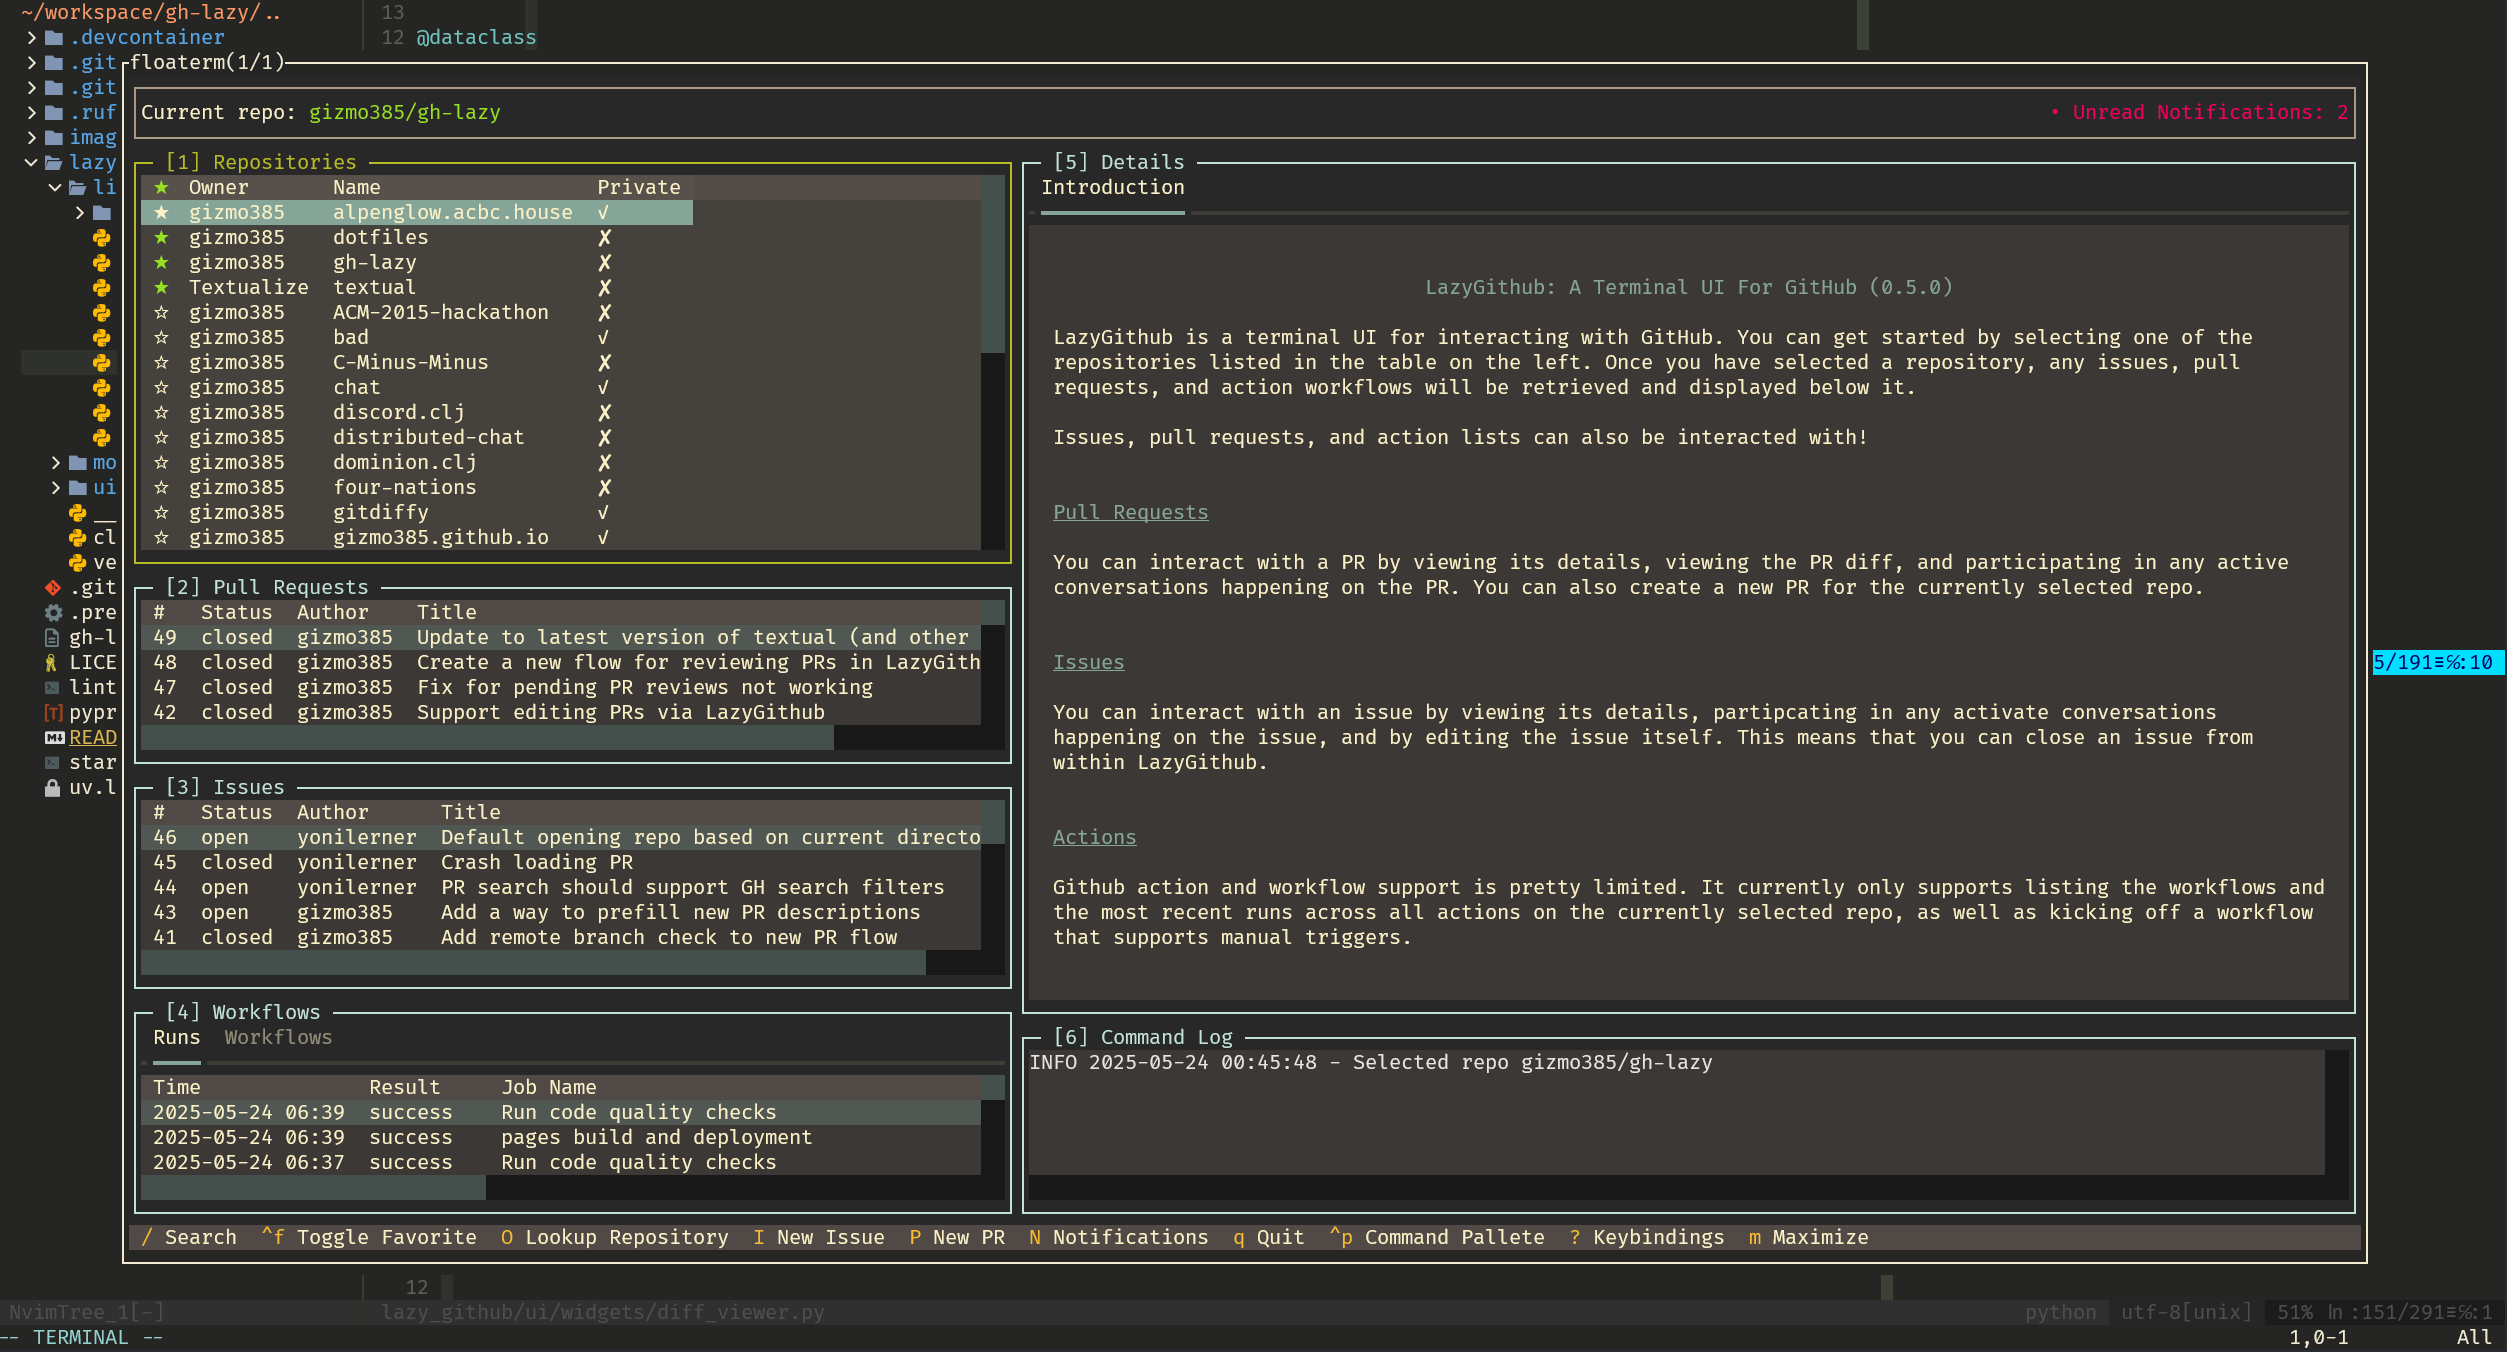 ~/workspace/gh-lazy/..
.devcontainer
.git
.git
.ruf
imag
lazy
li
mo
ui
__
cl
ve
.git
.pre
gh-l
LICE
lint
pypr
READ
star
uv.l
13
12 @dataclass
floaterm(1/1)
Current repo: gizmo385/gh-lazy
• Unread Notifications: 2
[1] Repositories
★ Owner Name Private
★ gizmo385 alpenglow.acbc.house √
★ gizmo385 dotfiles ✗
★ gizmo385 gh-lazy ✗
★ Textualize textual ✗
☆ gizmo385 ACM-2015-hackathon ✗
☆ gizmo385 bad √
☆ gizmo385 C-Minus-Minus ✗
☆ gizmo385 chat √
☆ gizmo385 discord.clj ✗
☆ gizmo385 distributed-chat ✗
☆ gizmo385 dominion.clj ✗
☆ gizmo385 four-nations ✗
☆ gizmo385 gitdiffy √
☆ gizmo385 gizmo385.github.io √
[2] Pull Requests
# Status Author Title
49 closed gizmo385 Update to latest version of textual (and other
48 closed gizmo385 Create a new flow for reviewing PRs in LazyGith
47 closed gizmo385 Fix for pending PR reviews not working
42 closed gizmo385 Support editing PRs via LazyGithub
[3] Issues
# Status Author Title
46 open yonilerner Default opening repo based on current directo
45 closed yonilerner Crash loading PR
44 open yonilerner PR search should support GH search filters
43 open gizmo385 Add a way to prefill new PR descriptions
41 closed gizmo385 Add remote branch check to new PR flow
[4] Workflows
Runs Workflows
Time Result Job Name
2025-05-24 06:39 success Run code quality checks
2025-05-24 06:39 success pages build and deployment
2025-05-24 06:37 success Run code quality checks
[5] Details
Introduction
LazyGithub: A Terminal UI For GitHub (0.5.0)
LazyGithub is a terminal UI for interacting with GitHub. You can get started by selecting one of the
repositories listed in the table on the left. Once you have selected a repository, any issues, pull
requests, and action workflows will be retrieved and displayed below it.
Issues, pull requests, and action lists can also be interacted with!
Pull Requests
You can interact with a PR by viewing its details, viewing the PR diff, and participating in any active
conversations happening on the PR. You can also create a new PR for the currently selected repo.
Issues
You can interact with an issue by viewing its details, partipcating in any activate conversations
happening on the issue, and by editing the issue itself. This means that you can close an issue from
within LazyGithub.
Actions
Github action and workflow support is pretty limited. It currently only supports listing the workflows and
the most recent runs across all actions on the currently selected repo, as well as kicking off a workflow
that supports manual triggers.
[6] Command Log
INFO 2025-05-24 00:45:48 - Selected repo gizmo385/gh-lazy
5/191≡℅:10
/ Search ^f Toggle Favorite O Lookup Repository I New Issue P New PR N Notifications q Quit ^p Command Pallete ? Keybindings m Maximize
12
NvimTree_1[-] lazy_github/ui/widgets/diff_viewer.py python utf-8[unix] 51% ln :151/291≡℅:1
-- TERMINAL -- 1,0-1 All